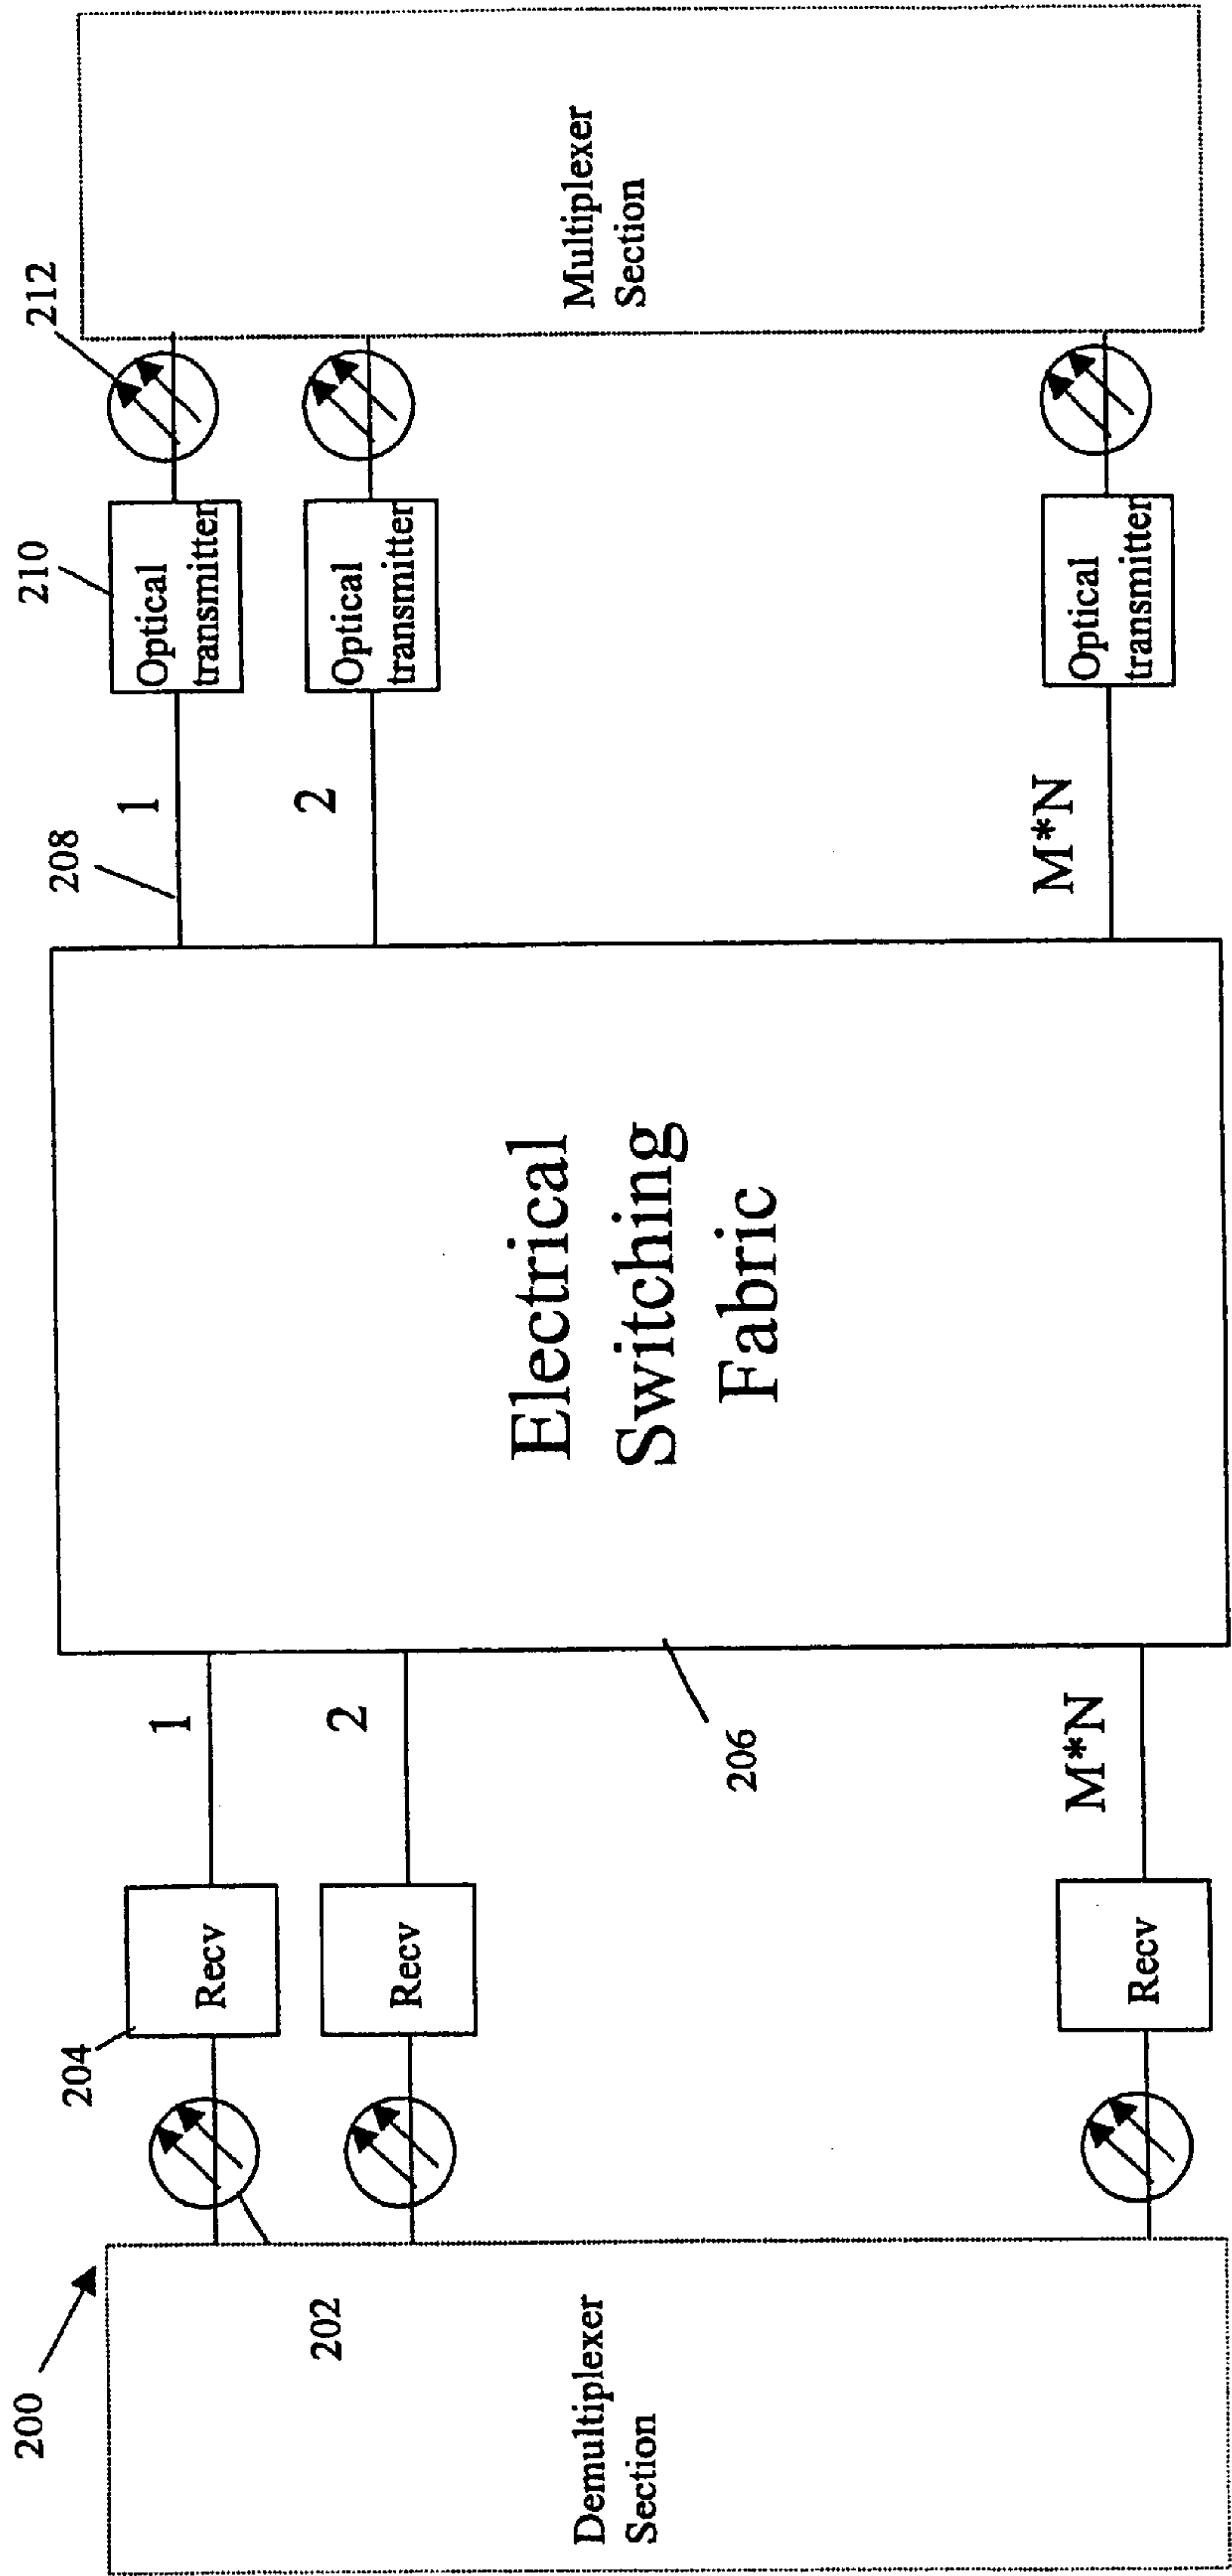 200
Demultiplexer
Section
202
204
Recv
Recv
Recv
1
2
M*N
206
Electrical
Switching
Fabric
208
1
2
M*N
210
Optical
transmitter
Optical
transmitter
Optical
transmitter
212
Multiplexer
Section